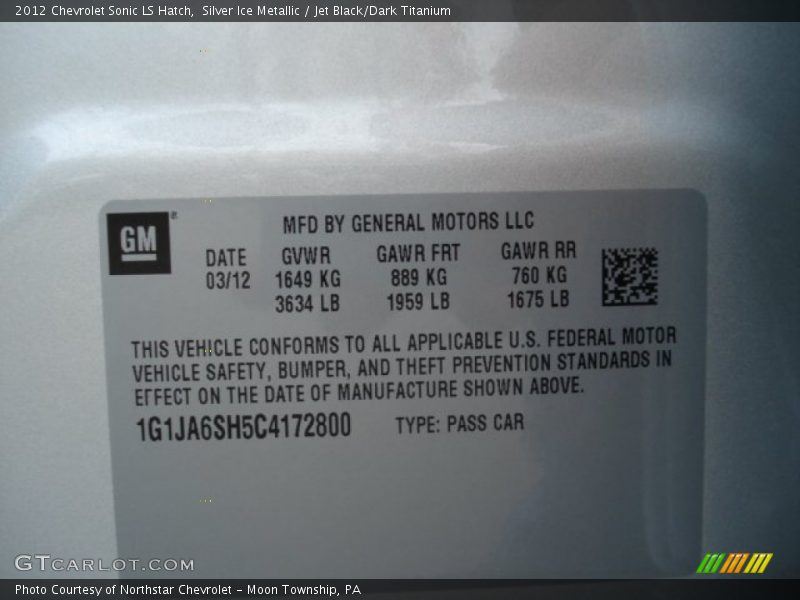 2012 Chevrolet Sonic LS Hatch,  Silver Ice Metallic / Jet Black/Dark Titanium
MFD BY GENERAL MOTORS LLC
GM®
DATE GVWR GAWR FRT GAWR RR
03/12 1649 KG 889 KG 760 KG
3634 LB 1959 LB 1675 LB
THIS VEHICLE CONFORMS TO ALL APPLICABLE U.S. FEDERAL MOTOR
VEHICLE SAFETY, BUMPER, AND THEFT PREVENTION STANDARDS IN
EFFECT ON THE DATE OF MANUFACTURE SHOWN ABOVE.
1G1JA6SH5C4172800 TYPE: PASS CAR
GTCARLOT.COM
Photo Courtesy of Northstar Chevrolet – Moon Township, PA